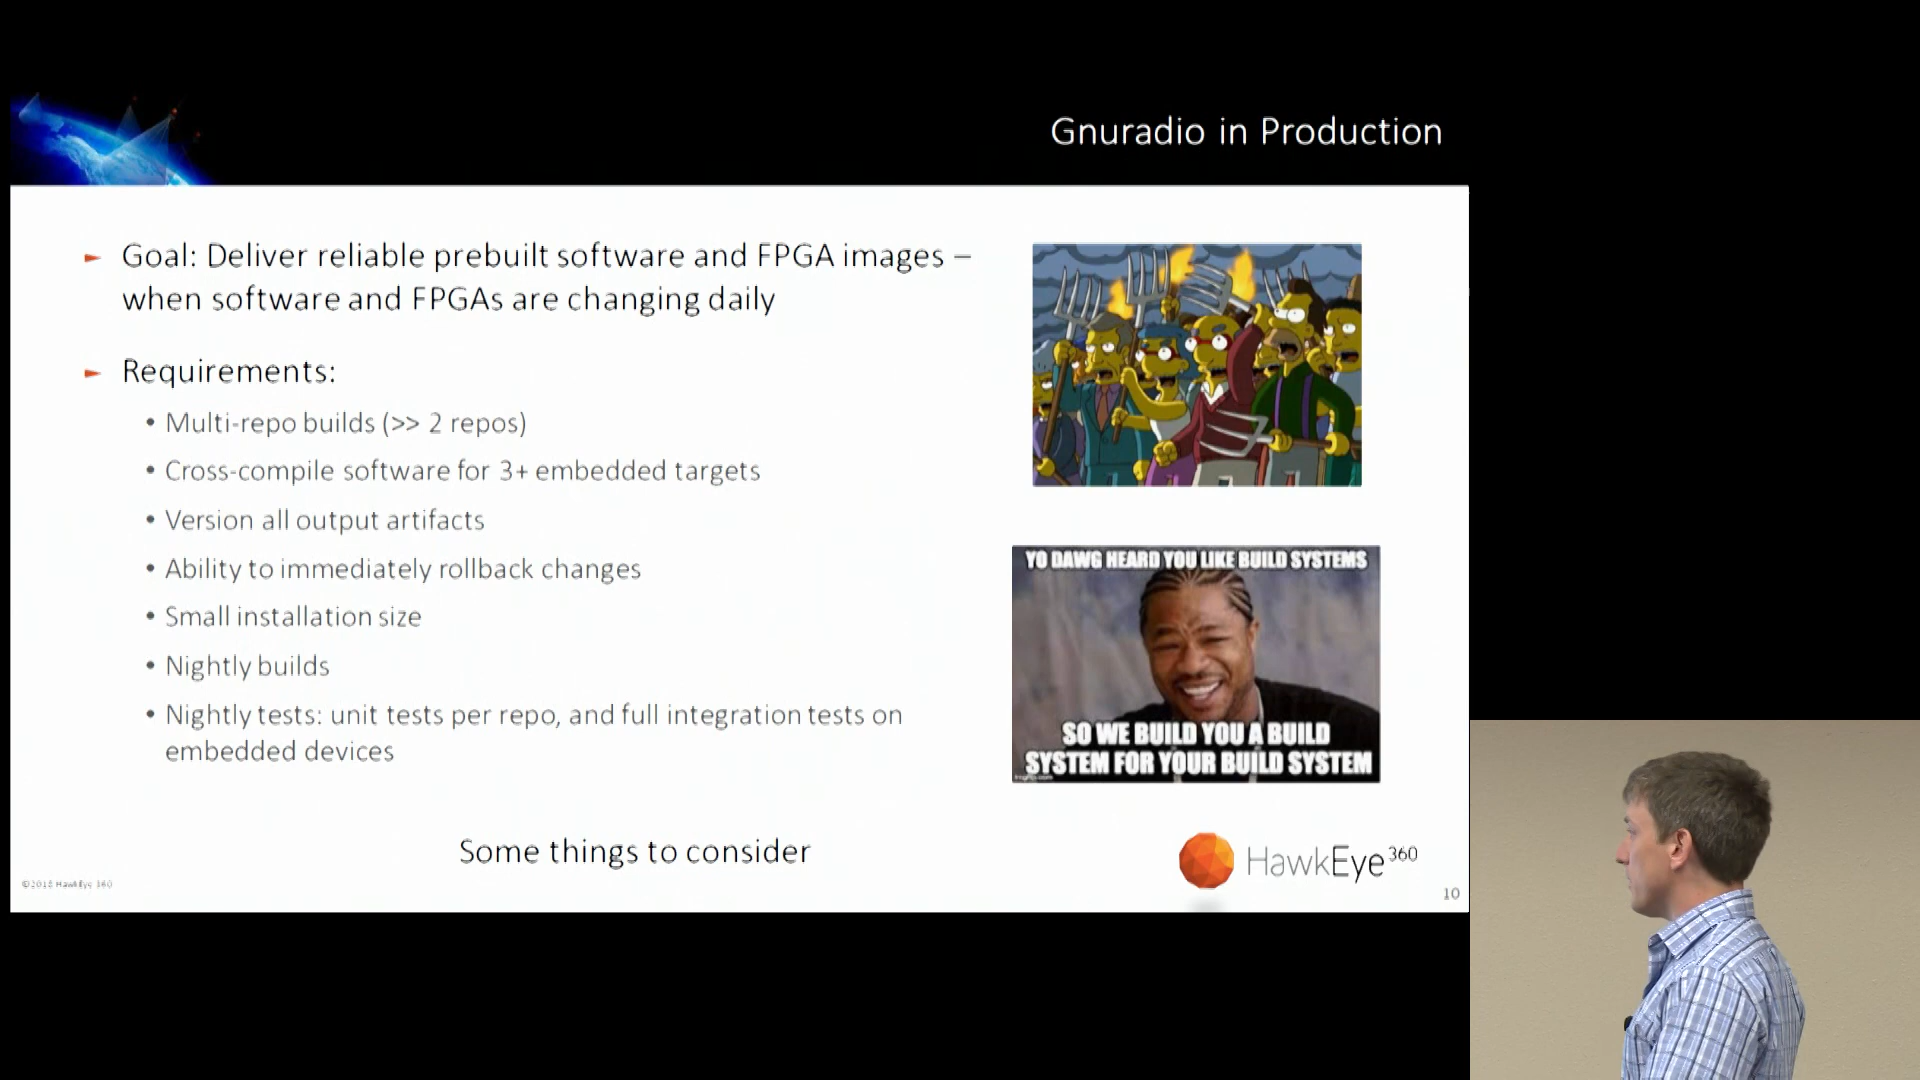 Gnuradio in Production
Goal: Deliver reliable prebuilt software and FPGA images –
when software and FPGAs are changing daily
Requirements:
• Multi-repo builds (>> 2 repos)
• Cross-compile software for 3+ embedded targets
• Version all output artifacts
• Ability to immediately rollback changes
• Small installation size
• Nightly builds
• Nightly tests: unit tests per repo, and full integration tests on
embedded devices
YO DAWG HEARD YOU LIKE BUILD SYSTEMS
SO WE BUILD YOU A BUILD
SYSTEM FOR YOUR BUILD SYSTEM
Some things to consider
HawkEye360
©2018 HawkEye 360
10